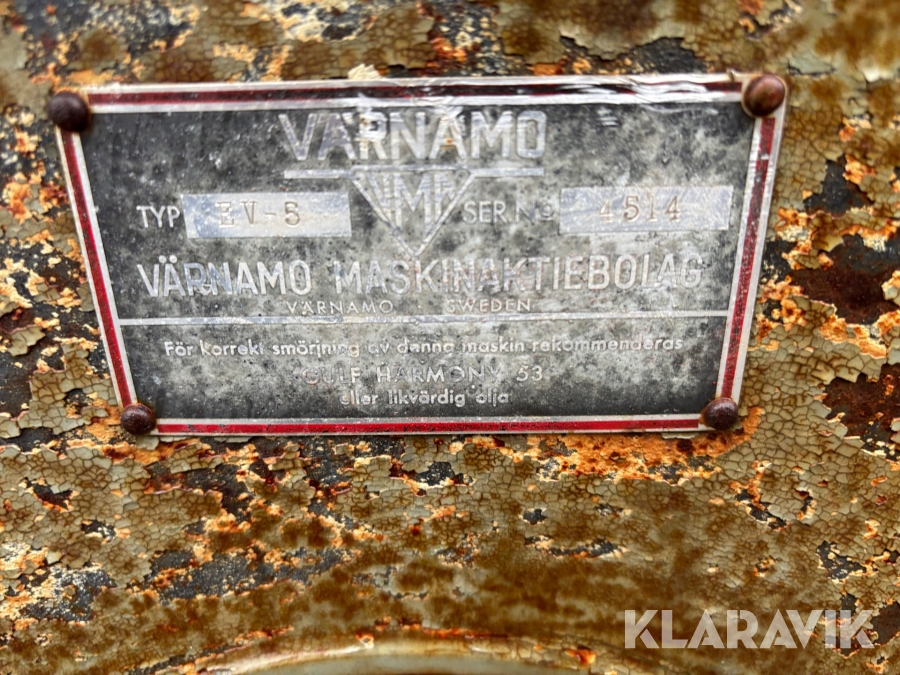 VÄRNAMO
VMF
TYP EV-S SER NO 4514
VÄRNAMO MASKINAKTIEBOLAG
VÄRNAMO SWEDEN
För korrekt smörjning av denna maskin rekommenderas
GULF HARMONY 53
eller likvärdig olja
KLARAVIK